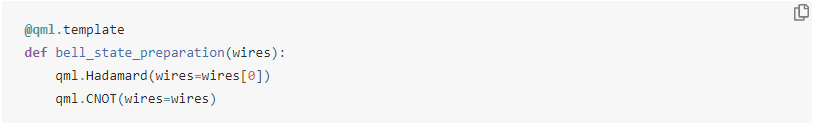 @qml.template
def bell_state_preparation(wires):
    qml.Hadamard(wires=wires[0])
    qml.CNOT(wires=wires)